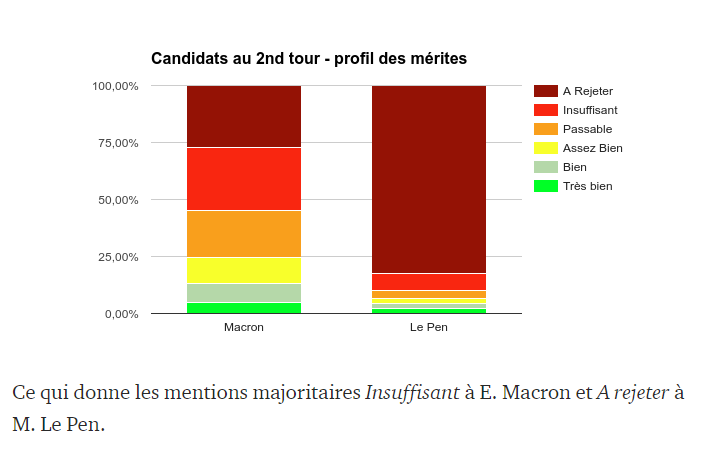 Candidats au 2nd tour - profil des mérites
100,00%
75,00%
50,00%
25,00%
0,00%
Macron
Le Pen
A Rejeter
Insuffisant
Passable
Assez Bien
Bien
Très bien
Ce qui donne les mentions majoritaires Insuffisant à E. Macron et A rejeter à
M. Le Pen.